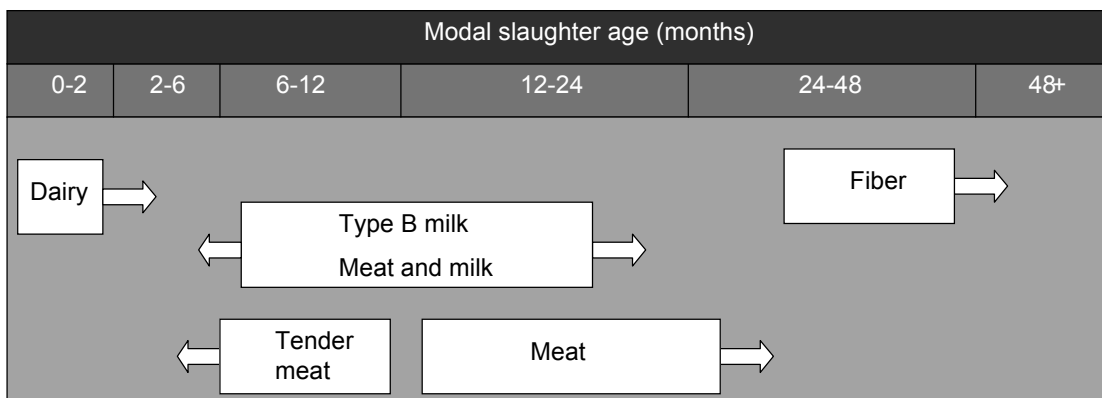 Modal slaughter age (months)
0-2 2-6 6-12 12-24 24-48 48+
Dairy
Fiber
Type B milk
Meat and milk
Tender
meat
Meat